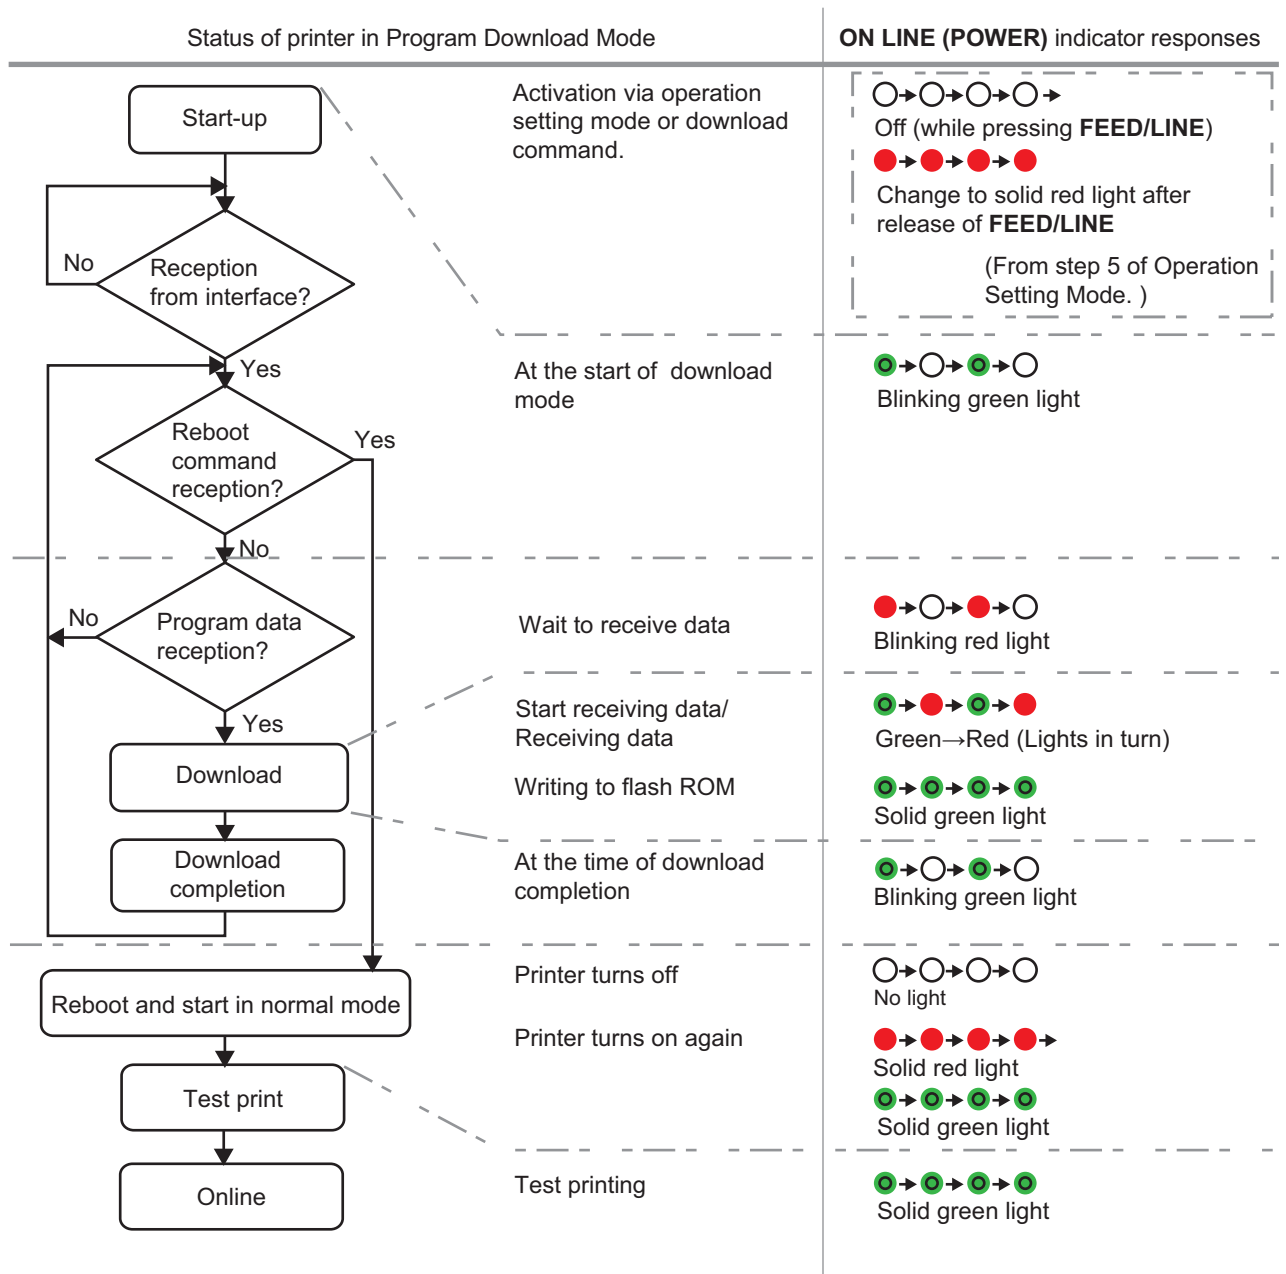 Status of printer in Program Download Mode
ON LINE (POWER) indicator responses
Start-up
Activation via operation
setting mode or download
command.
Off (while pressing FEED/LINE)
Change to solid red light after
release of FEED/LINE
(From step 5 of Operation
Setting Mode. )
No
Reception
from interface?
Yes
At the start of  download
mode
Blinking green light
Reboot
command
reception?
Yes
No
No
Program data
reception?
Wait to receive data
Blinking red light
Yes
Start receiving data/
Receiving data
Green→Red (Lights in turn)
Download
Writing to flash ROM
Solid green light
Download
completion
At the time of download
completion
Blinking green light
Printer turns off
No light
Reboot and start in normal mode
Printer turns on again
Solid red light
Solid green light
Test print
Test printing
Solid green light
Online